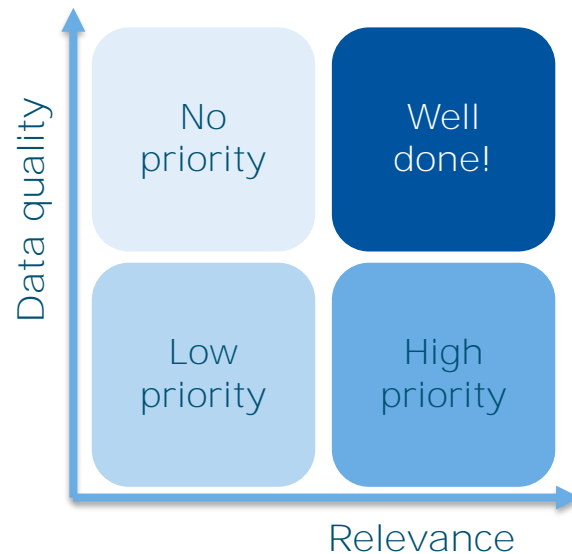 Data quality
No
priority
Well
done!
Low
priority
High
priority
Relevance